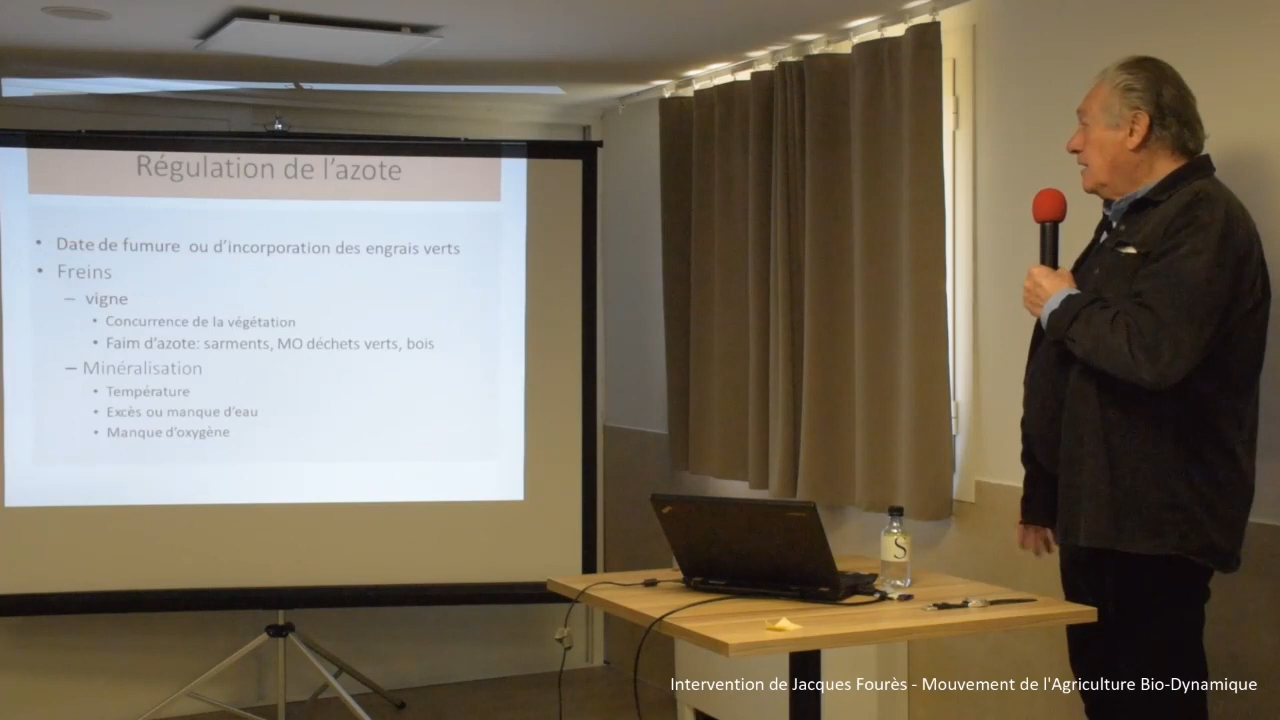 Régulation de l'azote
• Date de fumure ou d'incorporation des engrais verts
• Freins
– vigne
• Concurrence de la végétation
• Faim d'azote: sarments, MO déchets verts, bois
– Minéralisation
• Température
• Excès ou manque d'eau
• Manque d'oxygène
S
Intervention de Jacques Fourès - Mouvement de l'Agriculture Bio-Dynamique